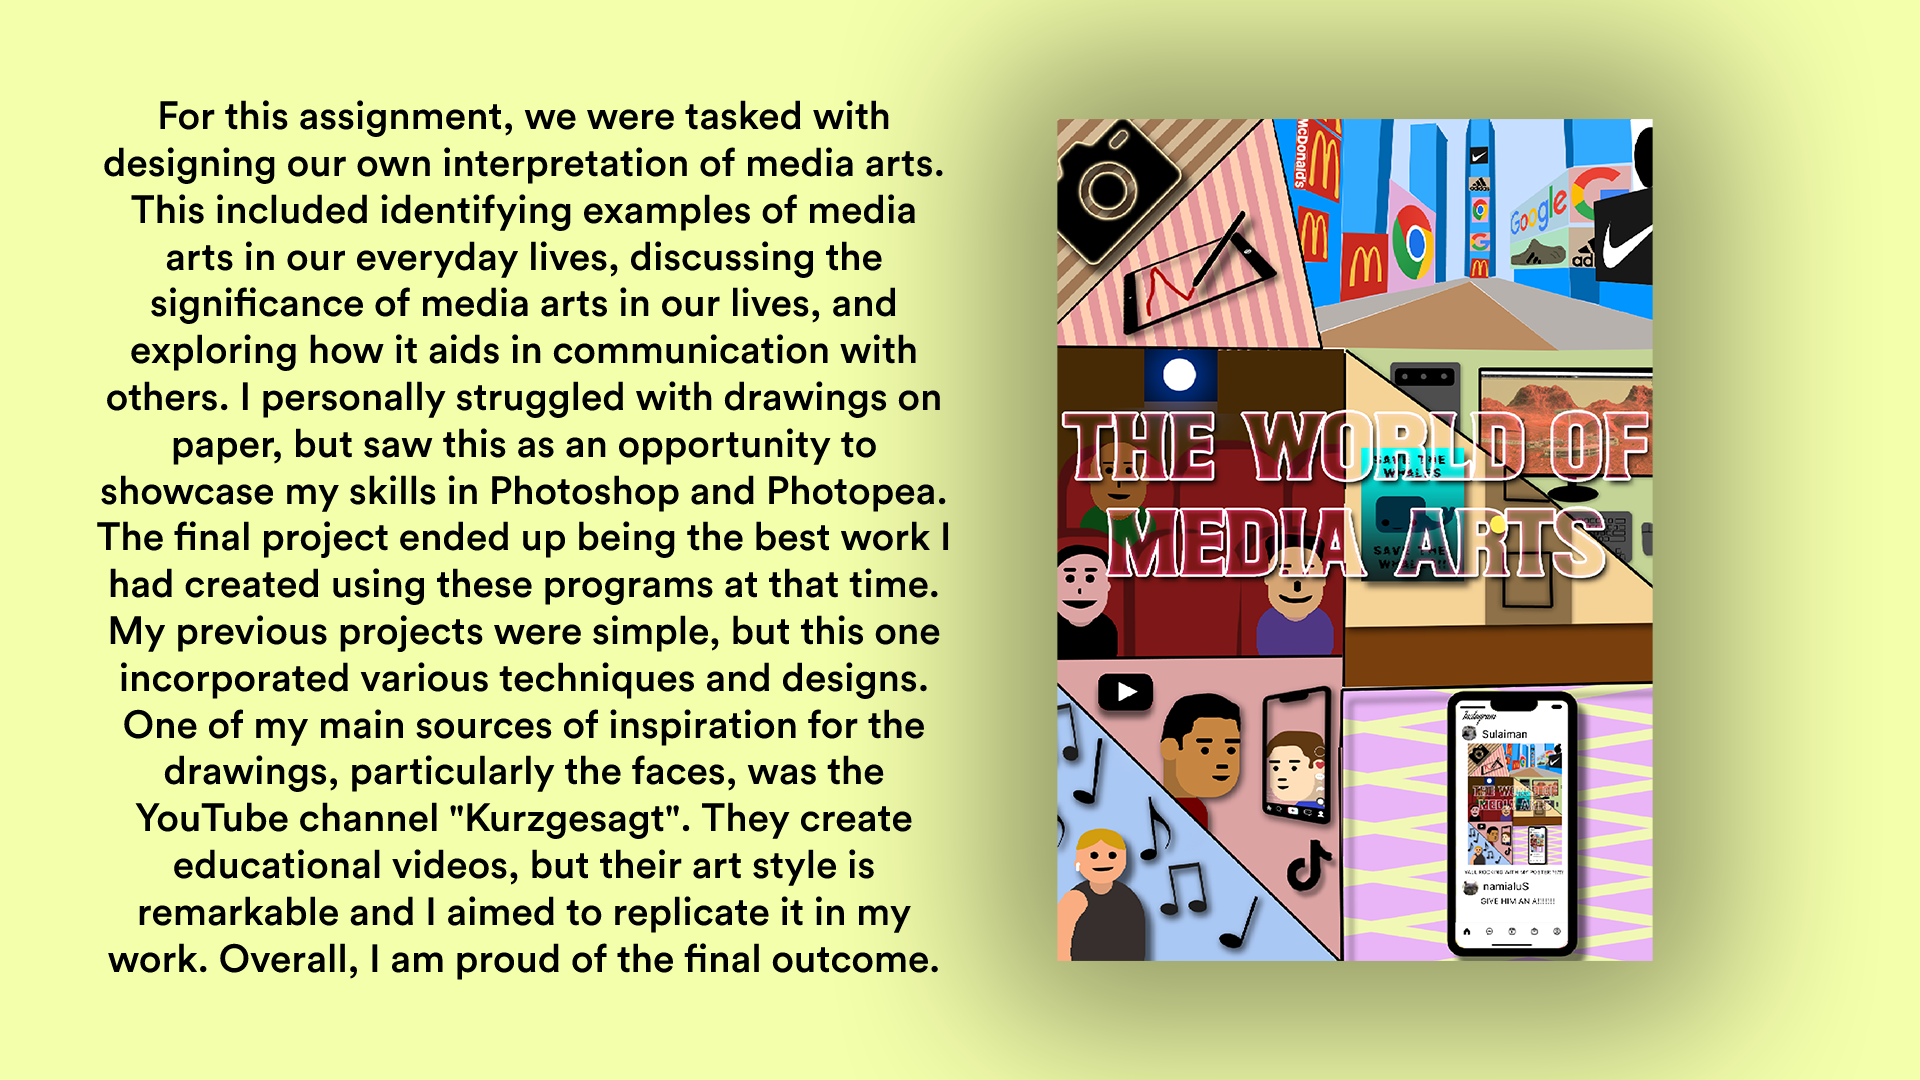 For this assignment, we were tasked with
designing our own interpretation of media arts.
This included identifying examples of media
arts in our everyday lives, discussing the
significance of media arts in our lives, and
exploring how it aids in communication with
others. I personally struggled with drawings on
paper, but saw this as an opportunity to
showcase my skills in Photoshop and Photopea.
The final project ended up being the best work I
had created using these programs at that time.
My previous projects were simple, but this one
incorporated various techniques and designs.
One of my main sources of inspiration for the
drawings, particularly the faces, was the
YouTube channel "Kurzgesagt". They create
educational videos, but their art style is
remarkable and I aimed to replicate it in my
work. Overall, I am proud of the final outcome.
McDonald's
adidas
Google
ad
THE WORLD OF
MEDIA ARTS
SAVE THE
WHALES
SAVE THE
Instagram
Sulaiman
namialuS
GIVE HIM AN A!!!!!!!